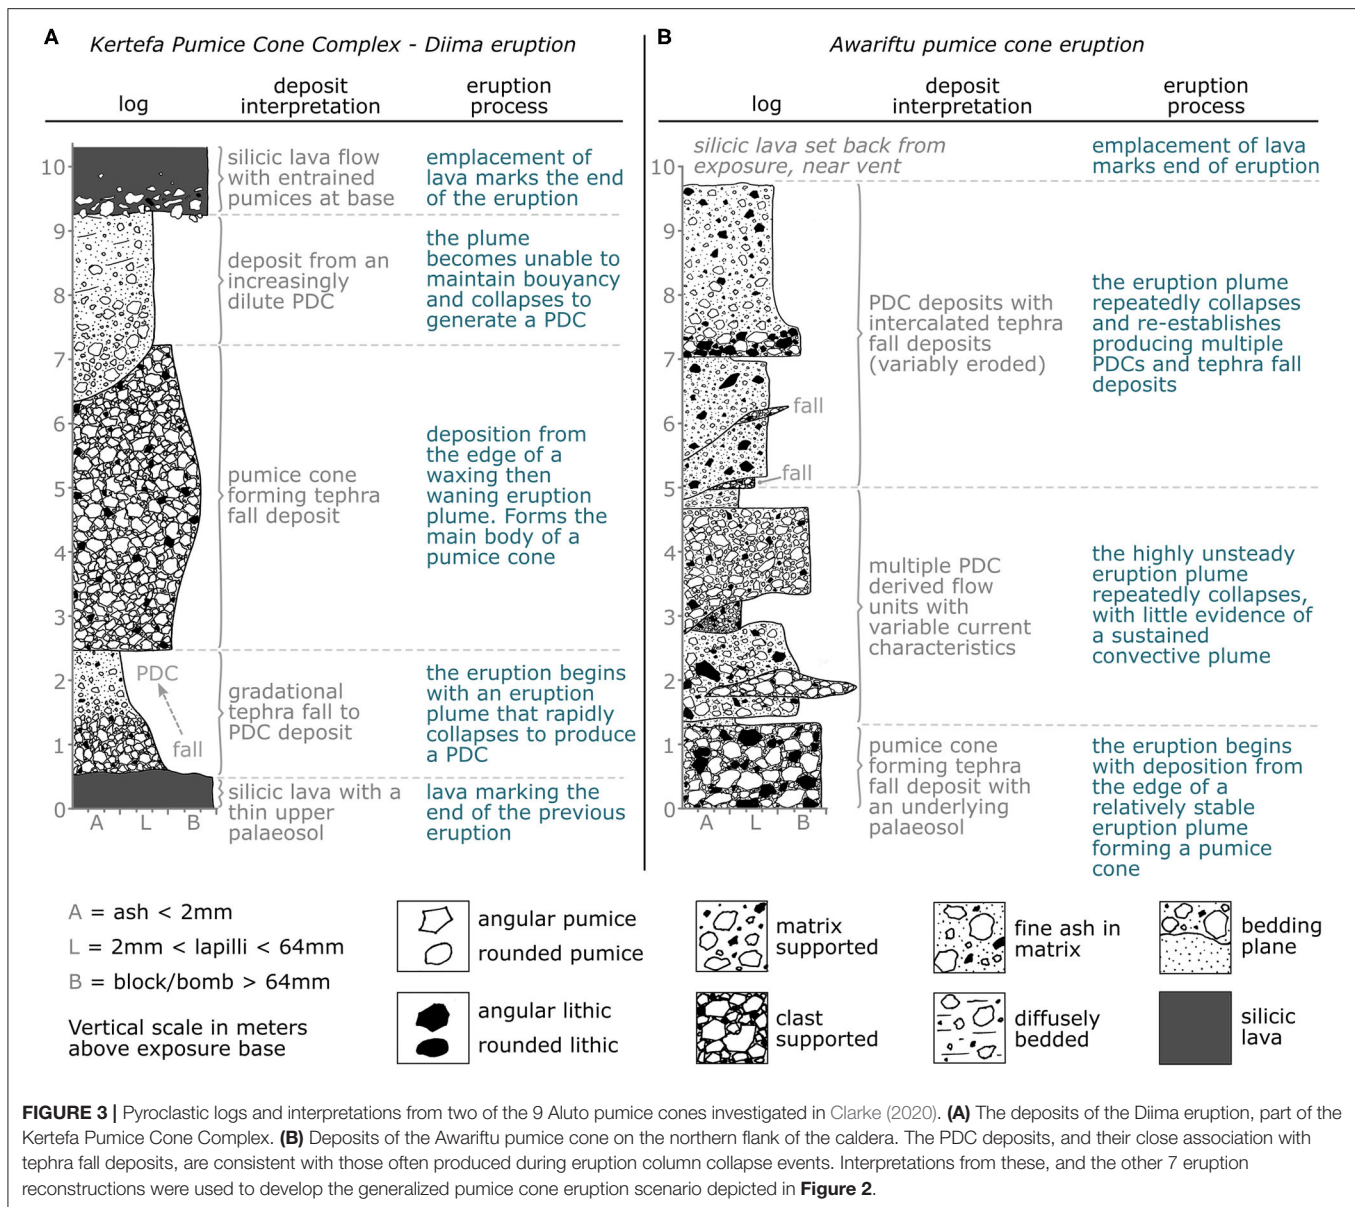 A
Kertefa Pumice Cone Complex - Diima eruption
log
deposit
interpretation
eruption
process
10
9
8
7
6
5
4
3
2
1
0
A
L
B
PDC
fall
silicic lava flow
with entrained
pumices at base
emplacement of
lava marks the end
of the eruption
deposit from an
increasingly
dilute PDC
the plume
becomes unable to
maintain bouyancy
and collapses to
generate a PDC
pumice cone
forming tephra
fall deposit
deposition from
the edge of a
waxing then
waning eruption
plume. Forms the
main body of a
pumice cone
gradational
tephra fall to
PDC deposit
the eruption begins
with an eruption
plume that rapidly
collapses to produce
a PDC
silicic lava with a
thin upper
palaeosol
lava marking the
end of the previous
eruption
B
Awariftu pumice cone eruption
log
deposit
interpretation
eruption
process
10
9
8
7
6
5
4
3
2
1
0
A
L
B
fall
fall
silicic lava set back from
exposure, near vent
emplacement of lava
marks end of eruption
PDC deposits with
intercalated tephra
fall deposits
(variably eroded)
the eruption plume
repeatedly collapses
and re-establishes
producing multiple
PDCs and tephra fall
deposits
multiple PDC
derived flow
units with
variable current
characteristics
the highly unsteady
eruption plume
repeatedly collapses,
with little evidence of
a sustained
convective plume
pumice cone
forming tephra
fall deposit with
an underlying
palaeosol
the eruption begins
with deposition from
the edge of a
relatively stable
eruption plume
forming a pumice
cone
A = ash < 2mm
L = 2mm < lapilli < 64mm
B = block/bomb > 64mm
Vertical scale in meters
above exposure base
angular pumice
rounded pumice
angular lithic
rounded lithic
matrix
supported
clast
supported
fine ash in
matrix
diffusely
bedded
bedding
plane
silicic
lava
FIGURE 3 | Pyroclastic logs and interpretations from two of the 9 Aluto pumice cones investigated in Clarke (2020). (A) The deposits of the Diima eruption, part of the
Kertefa Pumice Cone Complex. (B) Deposits of the Awariftu pumice cone on the northern flank of the caldera. The PDC deposits, and their close association with
tephra fall deposits, are consistent with those often produced during eruption column collapse events. Interpretations from these, and the other 7 eruption
reconstructions were used to develop the generalized pumice cone eruption scenario depicted in Figure 2.